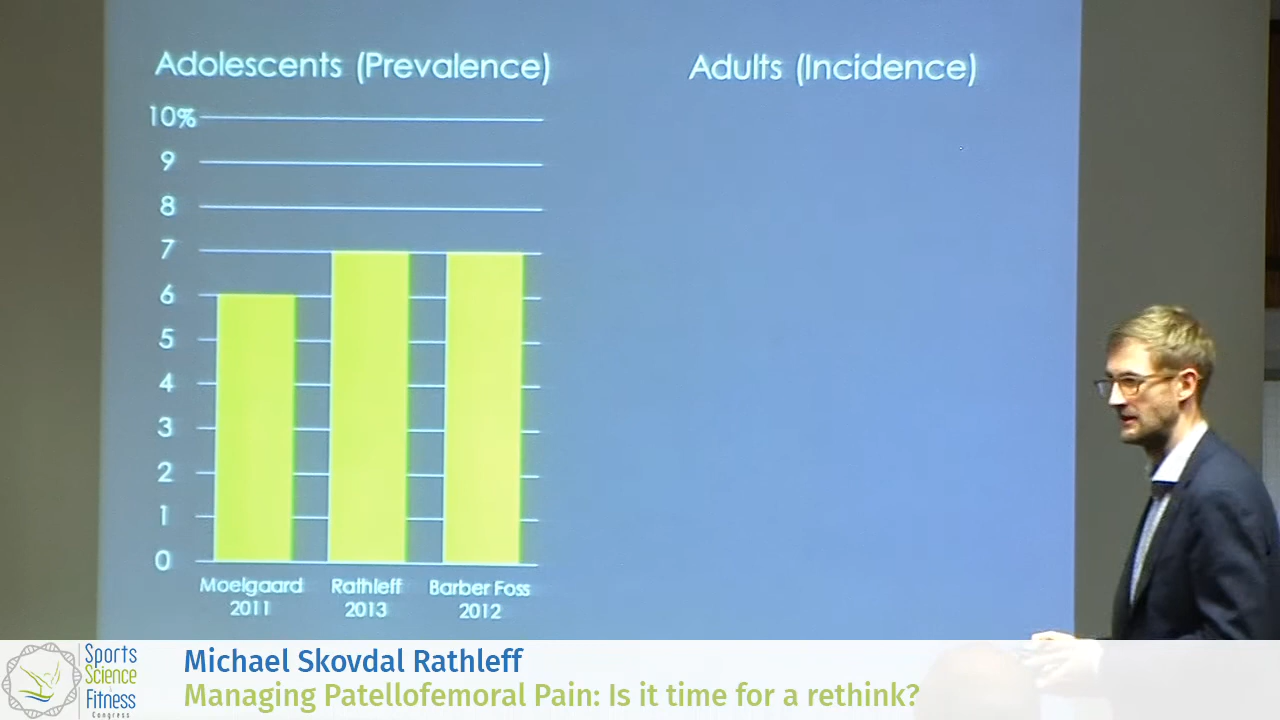 Adolescents (Prevalence)
Adults (Incidence)
10%
9
8
7
6
5
4
3
2
1
0
Moelgaard
2011
Rathleff
2013
Barber Foss
2012
Sports
Science
Fitness
Congress
Michael Skovdal Rathleff
Managing Patellofemoral Pain: Is it time for a rethink?